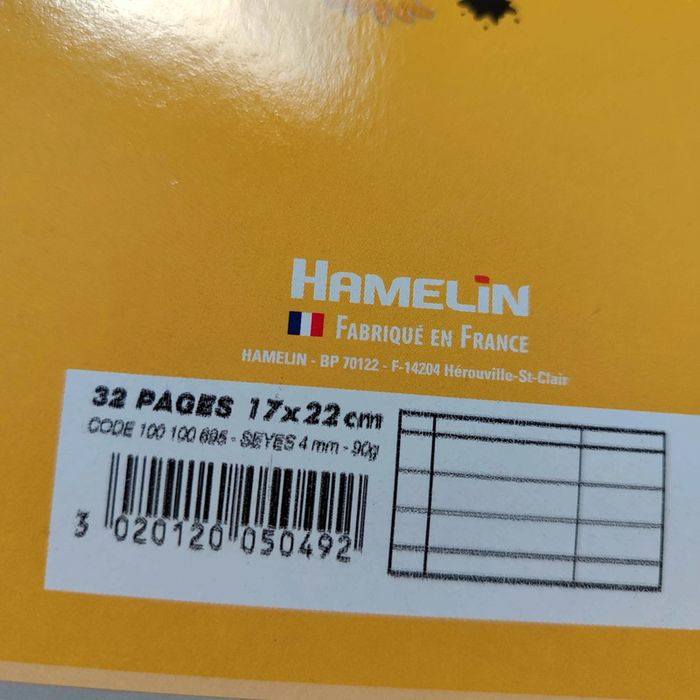 HAMELIN
FABRIQUÉ EN FRANCE
HAMELIN - BP 70122 - F-14204 Hérouville-St-Clair
32 PAGES 17x22cm
CODE 100 100 695 - SEYES 4 mm - 90g
3 020120 050492